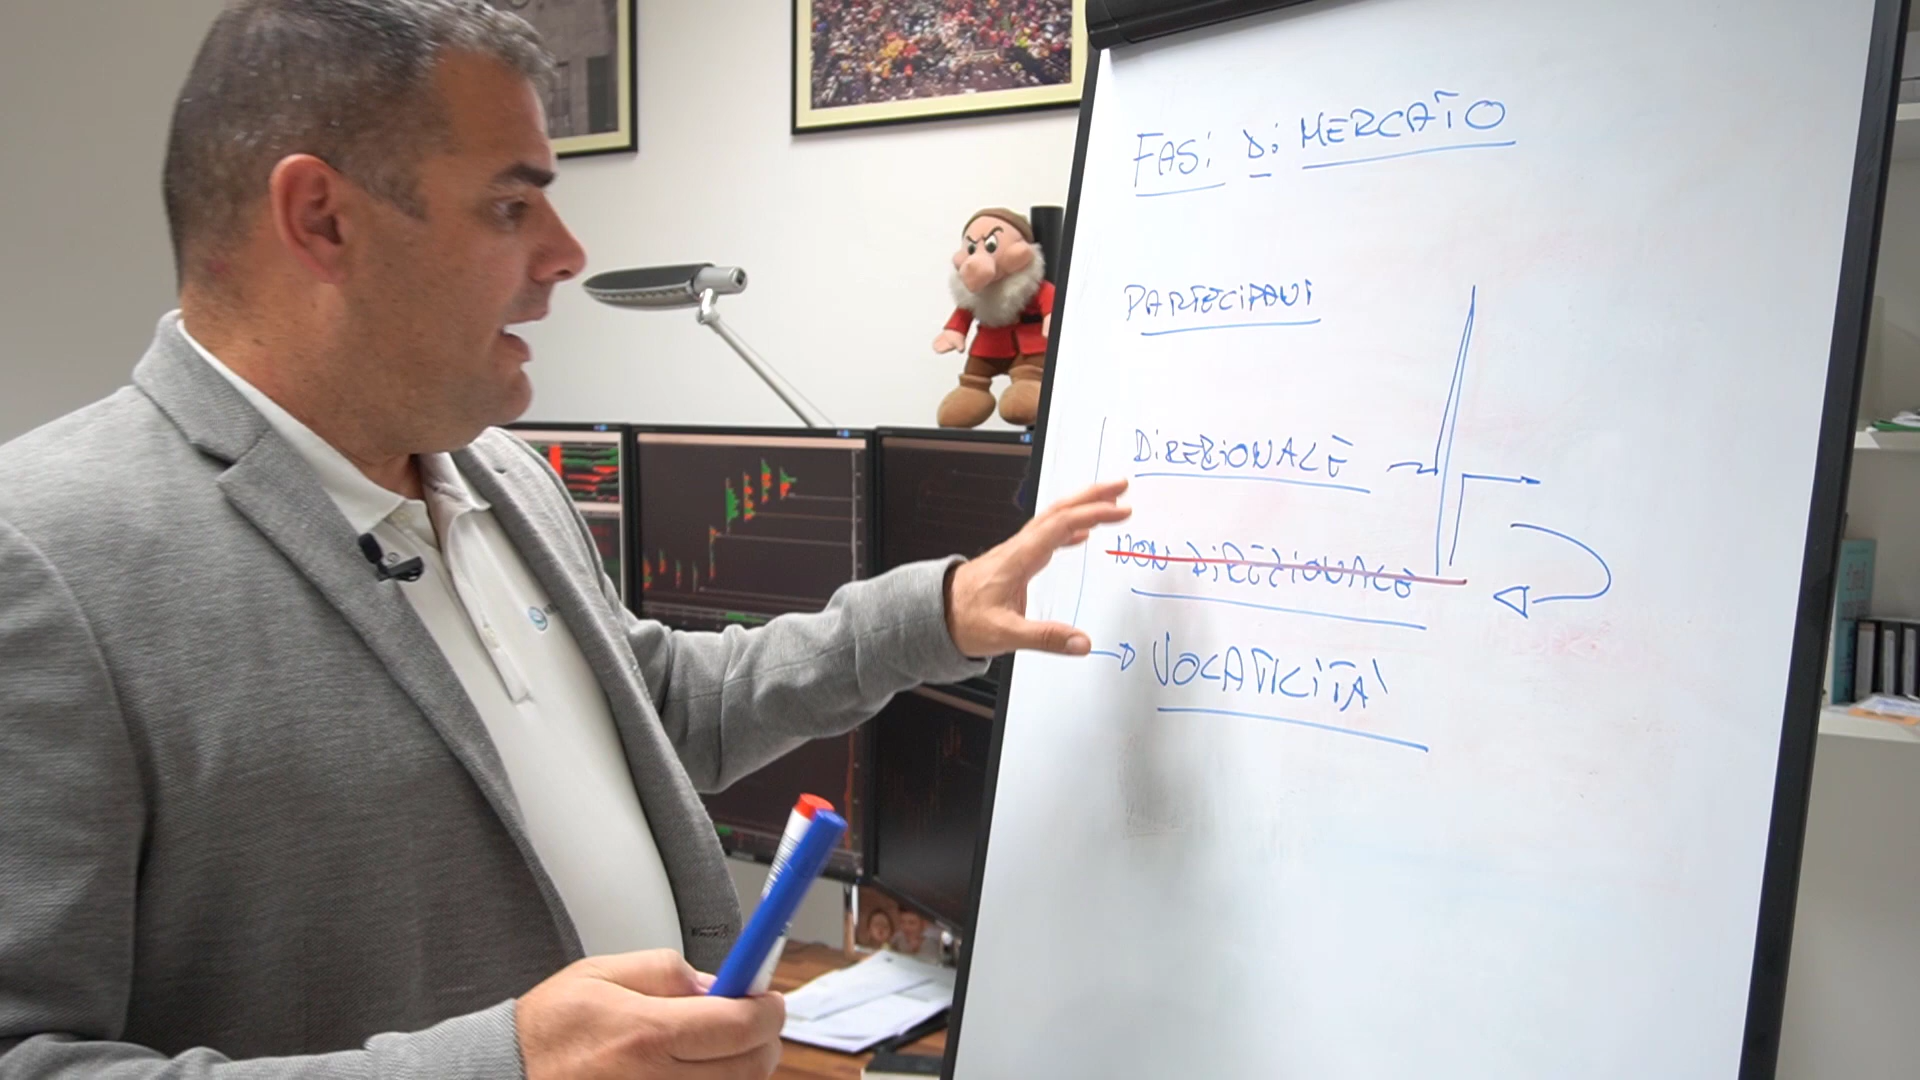 FASI DI MERCATO
PARTECIPANTI
DIREZIONALE
NON DIREZIONALE
VOLATILITÀ